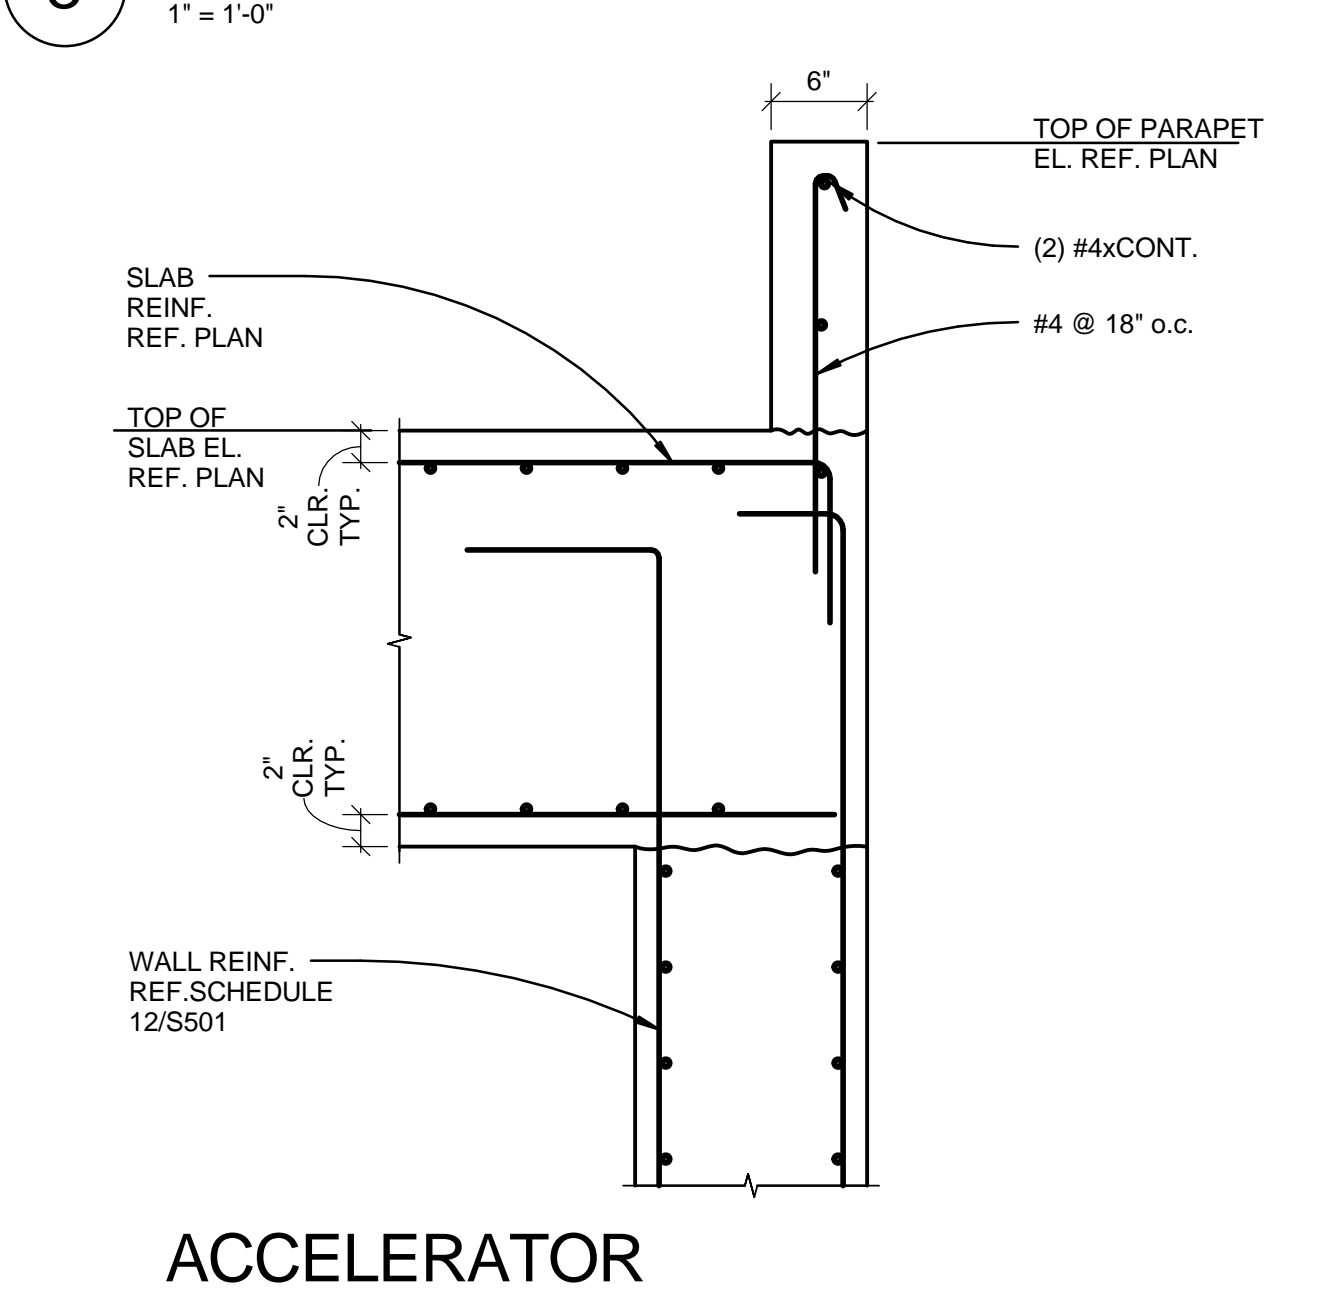 1" = 1'-0"
6"
TOP OF PARAPET
EL. REF. PLAN
(2) #4xCONT.
#4 @ 18" o.c.
SLAB
REINF.
REF. PLAN
TOP OF
SLAB EL.
REF. PLAN
2"
CLR.
TYP.
2"
CLR.
TYP.
WALL REINF.
REF.SCHEDULE
12/S501
ACCELERATOR